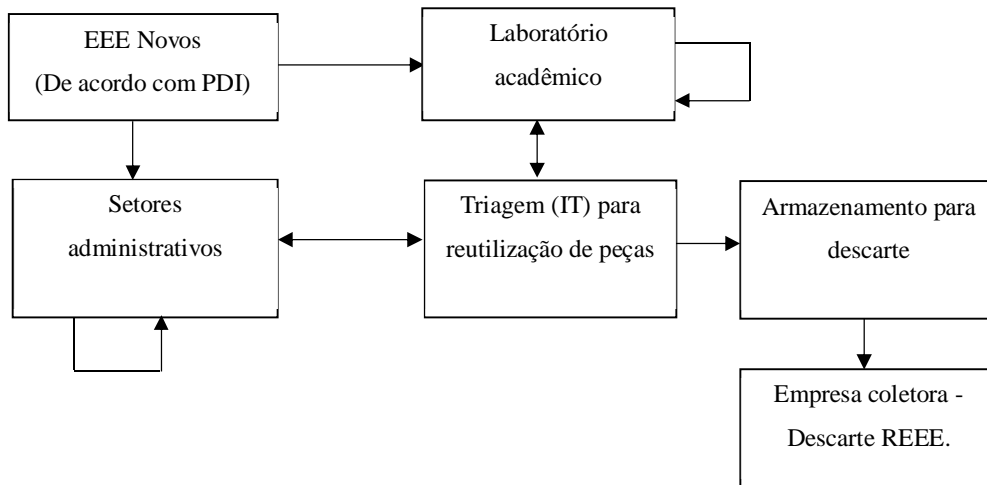 EEE Novos
(De acordo com PDI)
Laboratório
acadêmico
Setores
administrativos
Triagem (IT) para
reutilização de peças
Armazenamento para
descarte
Empresa coletora -
Descarte REEE.